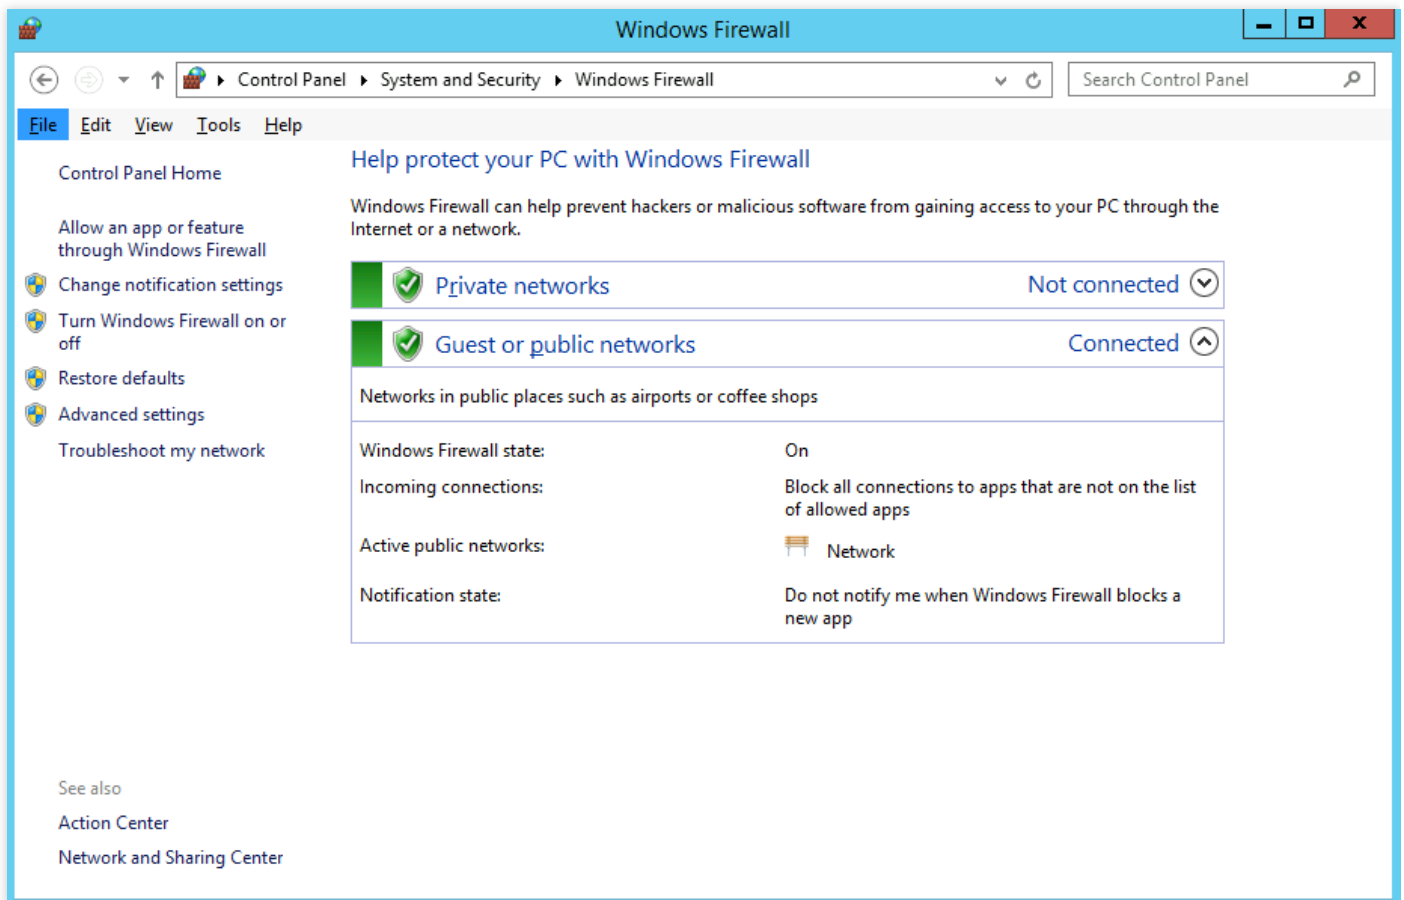 Windows Firewall
Control Panel System and Security Windows Firewall
Search Control Panel
File Edit View Tools Help
Control Panel Home
Allow an app or feature
through Windows Firewall
Change notification settings
Turn Windows Firewall on or
off
Restore defaults
Advanced settings
Troubleshoot my network
See also
Action Center
Network and Sharing Center
Help protect your PC with Windows Firewall
Windows Firewall can help prevent hackers or malicious software from gaining access to your PC through the
Internet or a network.
Private networks Not connected
Guest or public networks Connected
Networks in public places such as airports or coffee shops
Windows Firewall state: On
Incoming connections: Block all connections to apps that are not on the list
of allowed apps
Active public networks: Network
Notification state: Do not notify me when Windows Firewall blocks a
new app